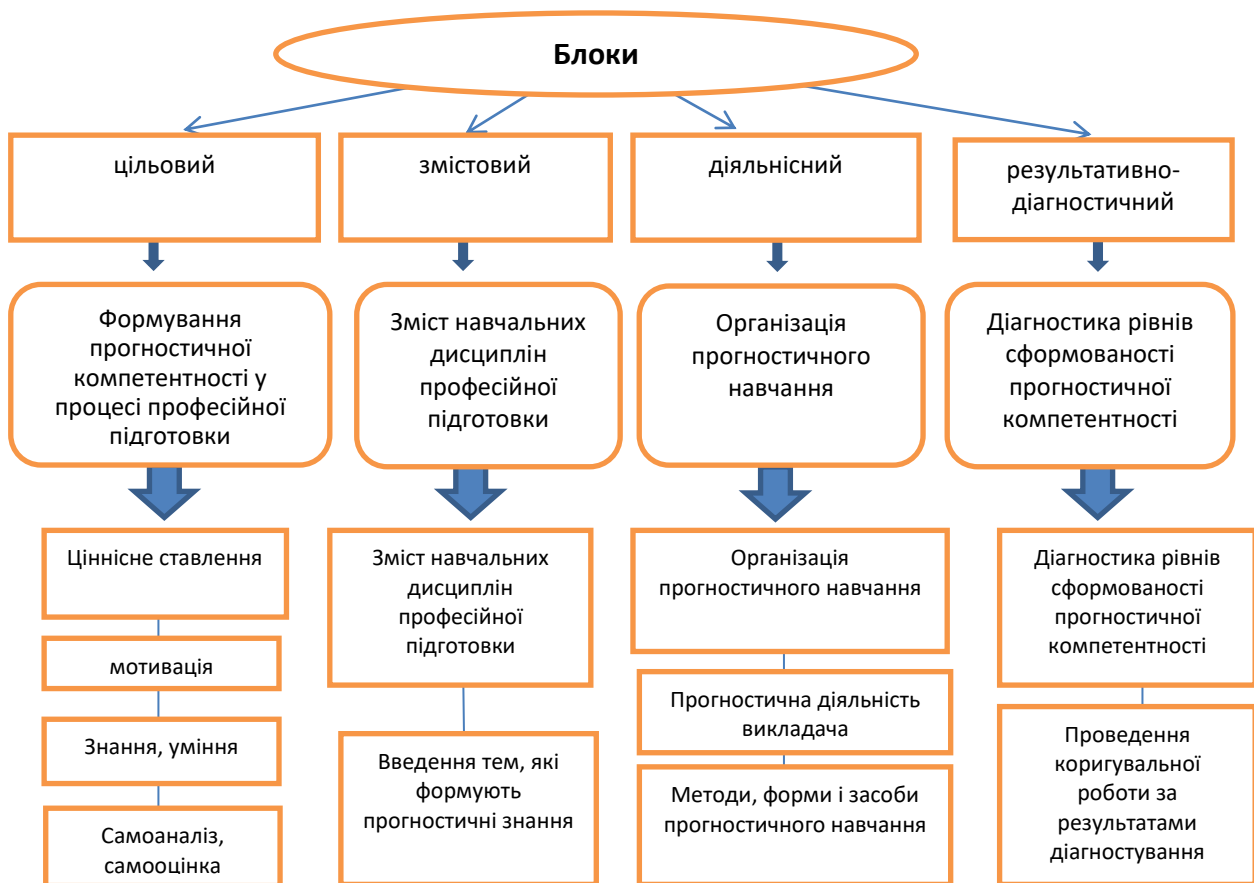 Блоки
цільовий
змістовий
діяльнісний
результативно-
діагностичний
Формування
прогностичної
компетентності у
процесі професійної
підготовки
Зміст навчальних
дисциплін
професійної
підготовки
Організація
прогностичного
навчання
Діагностика рівнів
сформованості
прогностичної
компетентності
Ціннісне ставлення
мотивація
Знання, уміння
Самоаналіз,
самооцінка
Зміст навчальних
дисциплін
професійної
підготовки
Введення тем, які
формують
прогностичні знання
Організація
прогностичного навчання
Прогностична діяльність
викладача
Методи, форми і засоби
прогностичного навчання
Діагностика рівнів
сформованості
прогностичної
компетентності
Проведення
коригувальної
роботи за
результатами
діагностування